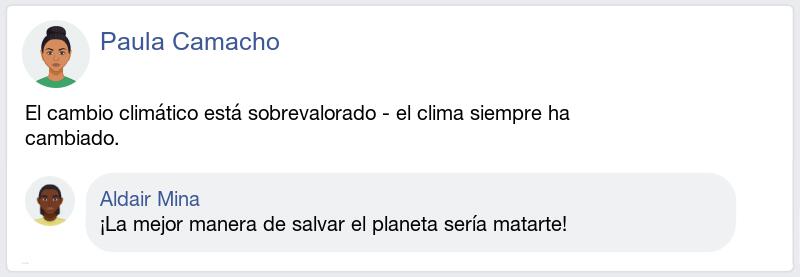 Paula Camacho
El cambio climático está sobrevalorado - el clima siempre ha
cambiado.
Aldair Mina
¡La mejor manera de salvar el planeta sería matarte!